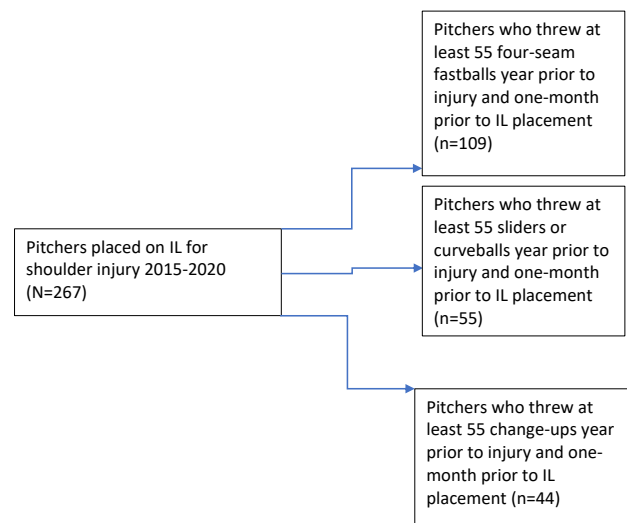 Pitchers who threw at
least 55 four-seam
fastballs year prior to
injury and one-month
prior to IL placement
(n=109)
Pitchers placed on IL for
shoulder injury 2015-2020
(N=267)
Pitchers who threw at
least 55 sliders or
curveballs year prior to
injury and one-month
prior to IL placement
(n=55)
Pitchers who threw at
least 55 change-ups year
prior to injury and one-
month prior to IL
placement (n=44)